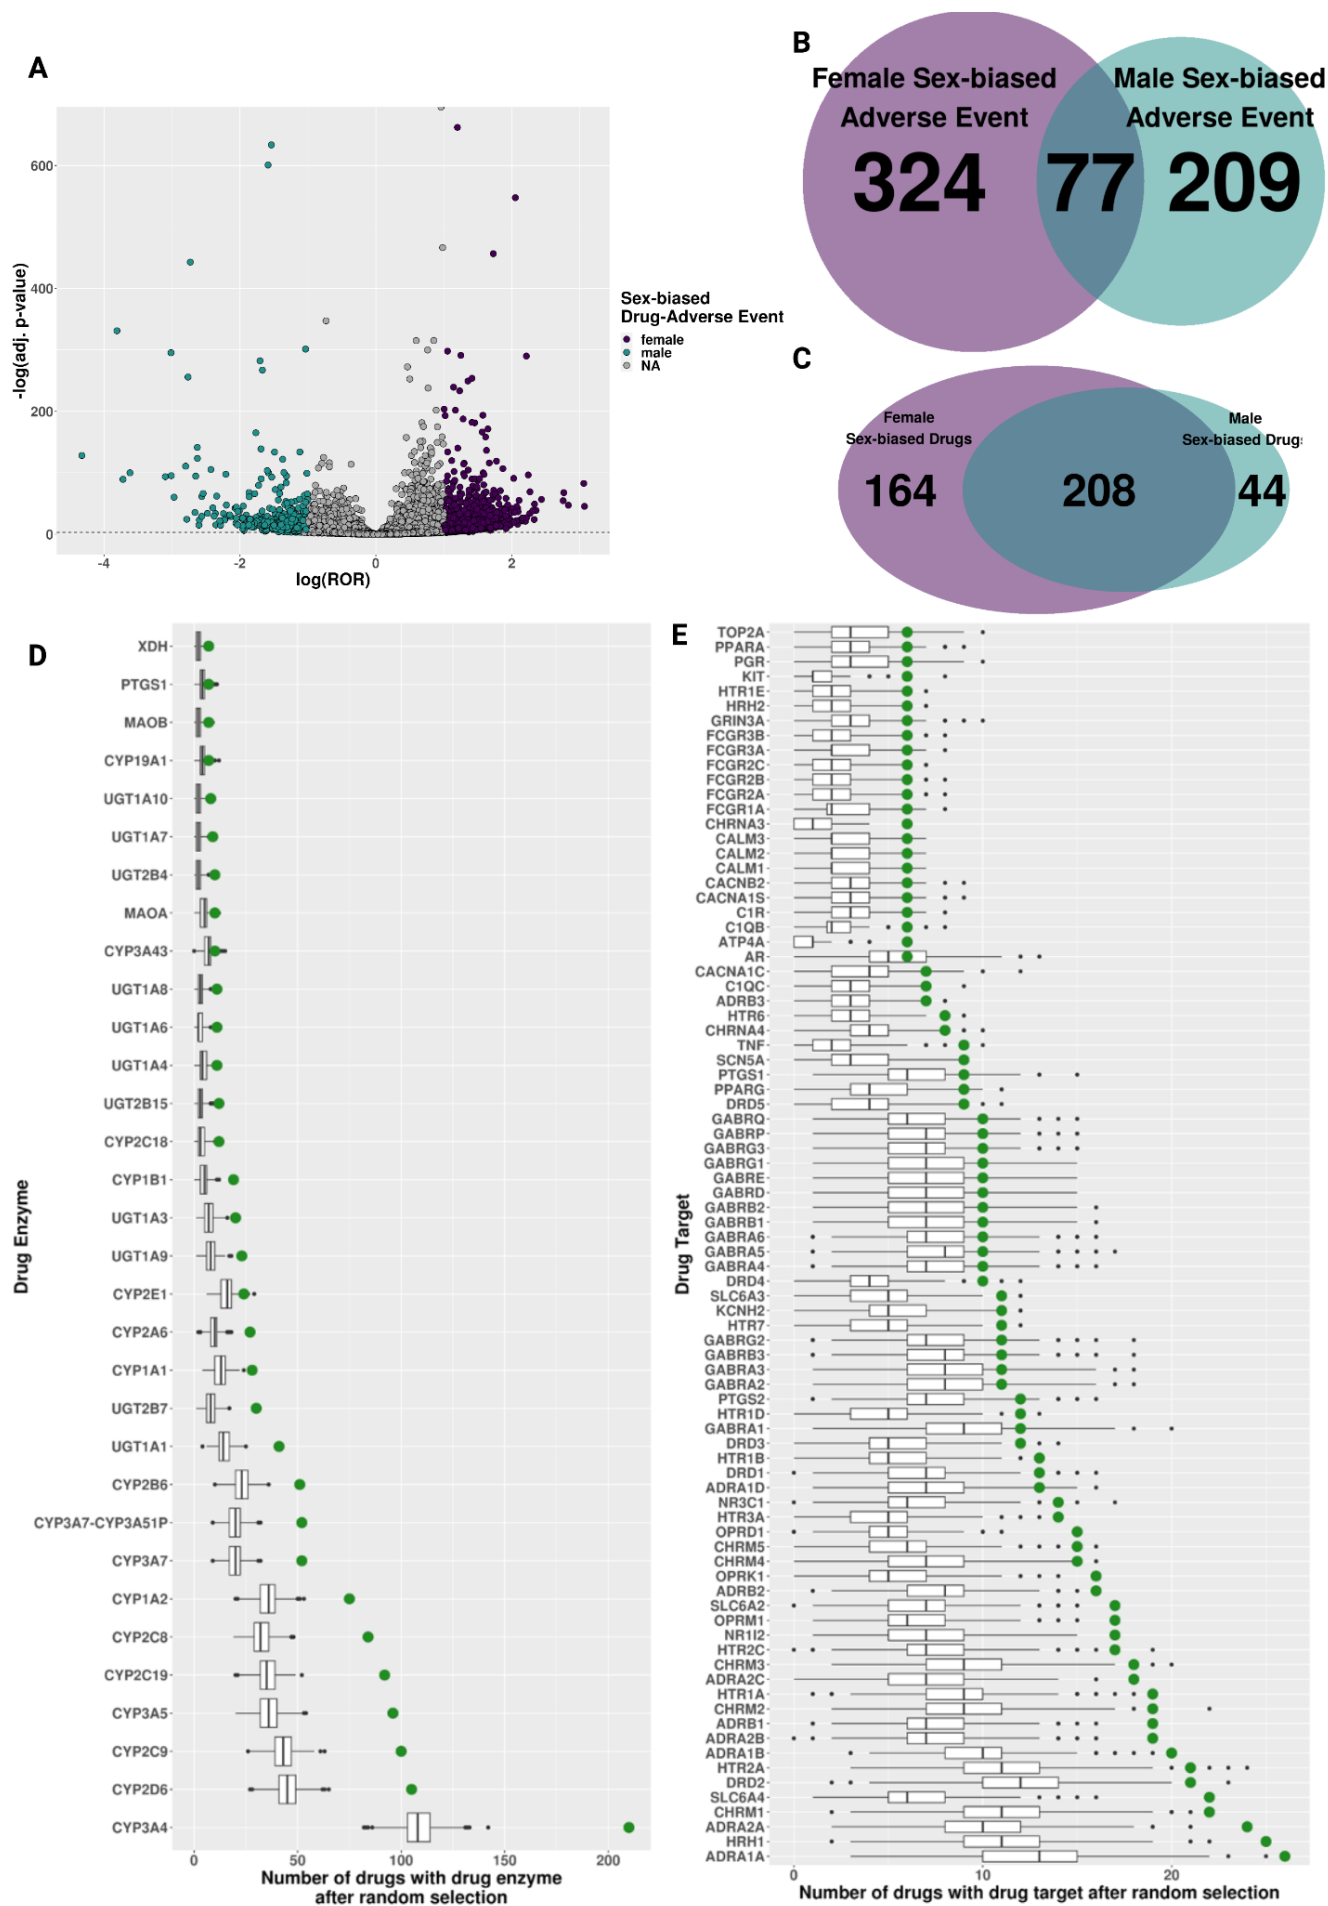 A
600
400
200
0
-4
-2
0
2
-log(adj. p-value)
log(ROR)
Sex-biased
Drug-Adverse Event
female
male
NA
B
Female Sex-biased
Adverse Event
Male Sex-biased
Adverse Event
324
77
209
C
Female
Sex-biased Drugs
Male
Sex-biased Drugs
164
208
44
D
Drug Enzyme
XDH
PTGS1
MAOB
CYP19A1
UGT1A10
UGT1A7
UGT2B4
MAOA
CYP3A43
UGT1A8
UGT1A6
UGT1A4
UGT2B15
CYP2C18
CYP1B1
UGT1A3
UGT1A9
CYP2E1
CYP2A6
CYP1A1
UGT2B7
UGT1A1
CYP2B6
CYP3A7-CYP3A51P
CYP3A7
CYP1A2
CYP2C8
CYP2C19
CYP3A5
CYP2C9
CYP2D6
CYP3A4
0
50
100
150
200
Number of drugs with drug enzyme
after random selection
E
Drug Target
TOP2A
PPARA
PGR
KIT
HTR1E
HRH2
GRIN3A
FCGR3B
FCGR3A
FCGR2C
FCGR2B
FCGR2A
FCGR1A
CHRNA3
CALM3
CALM2
CALM1
CACNB2
CACNA1S
C1R
C1QB
ATP4A
AR
CACNA1C
C1QC
ADRB3
HTR6
CHRNA4
TNF
SCN5A
PTGS1
PPARG
DRD5
GABRQ
GABRP
GABRG3
GABRG1
GABRE
GABRD
GABRB2
GABRB1
GABRA6
GABRA5
GABRA4
DRD4
SLC6A3
KCNH2
HTR7
GABRG2
GABRB3
GABRA3
GABRA2
PTGS2
HTR1D
GABRA1
DRD3
HTR1B
DRD1
ADRA1D
NR3C1
HTR3A
OPRD1
CHRM5
CHRM4
OPRK1
ADRB2
SLC6A2
OPRM1
NR1I2
HTR2C
CHRM3
ADRA2C
HTR1A
CHRM2
ADRB1
ADRA2B
ADRA1B
HTR2A
DRD2
SLC6A4
CHRM1
ADRA2A
HRH1
ADRA1A
0
10
20
Number of drugs with drug target after random selection